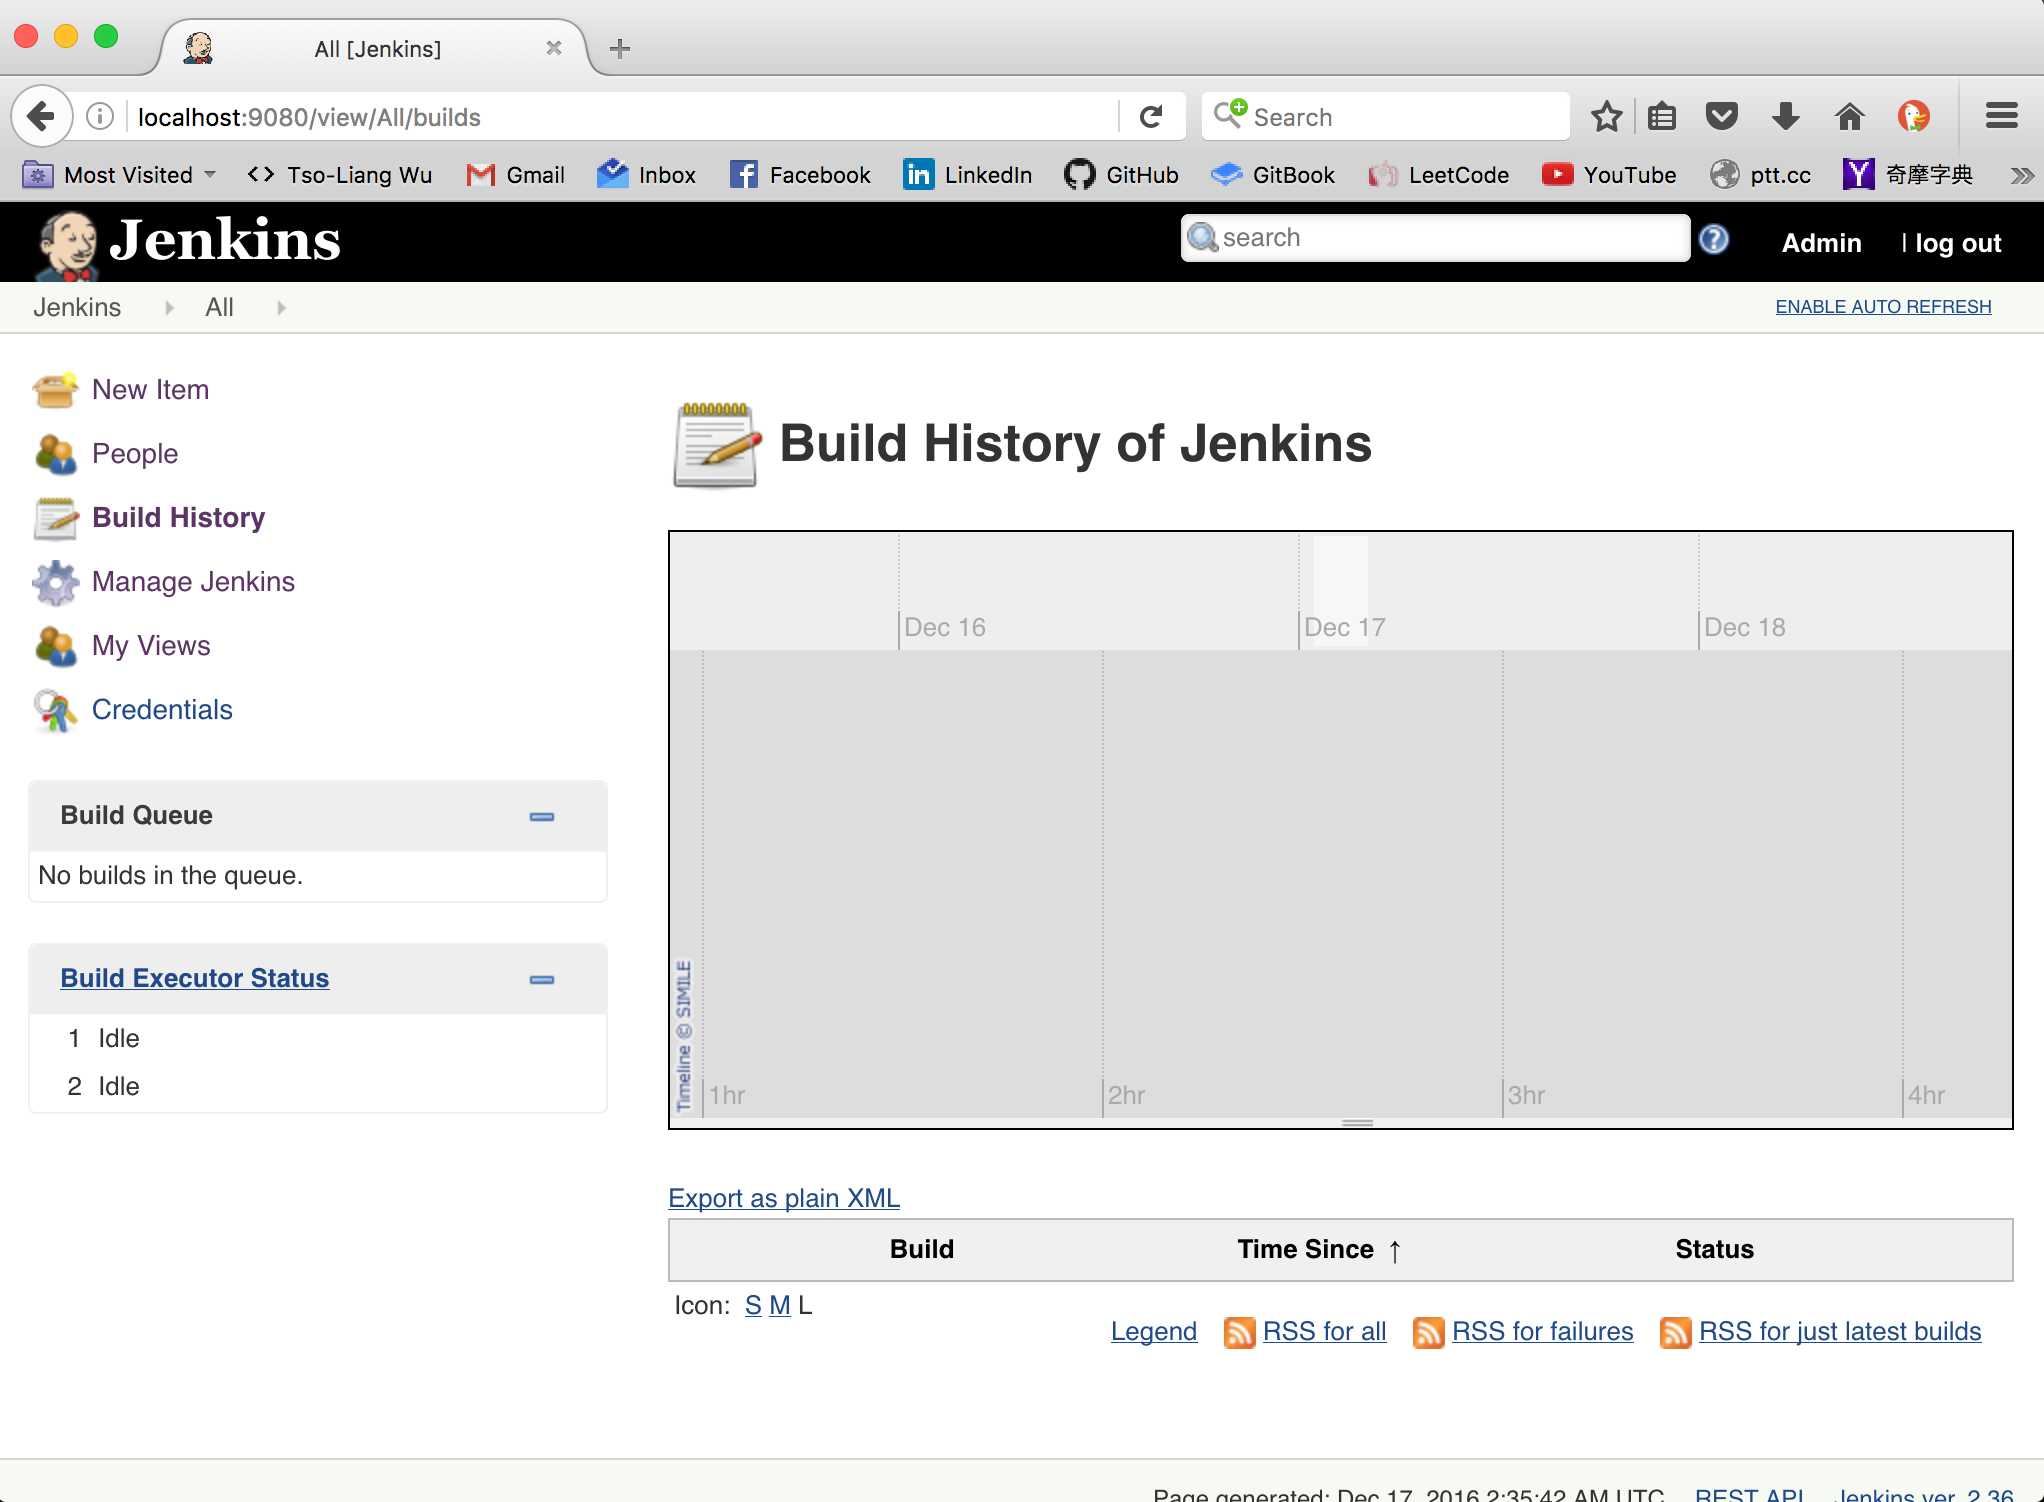 All [Jenkins]
localhost:9080/view/All/builds
Search
Most Visited
Tso-Liang Wu
Gmail
Inbox
Facebook
LinkedIn
GitHub
GitBook
LeetCode
YouTube
ptt.cc
奇摩字典
Jenkins
search
Admin
| log out
Jenkins
All
ENABLE AUTO REFRESH
New Item
People
Build History
Manage Jenkins
My Views
Credentials
Build Queue
No builds in the queue.
Build Executor Status
1 Idle
2 Idle
Build History of Jenkins
Dec 16
Dec 17
Dec 18
Timeline © SIMILE
1hr
2hr
3hr
4hr
Export as plain XML
Build
Time Since ↑
Status
Icon: S M L
Legend
RSS for all
RSS for failures
RSS for just latest builds
Page generated: Dec 17, 2016 2:35:42 AM UTC
REST API
Jenkins ver. 2.36